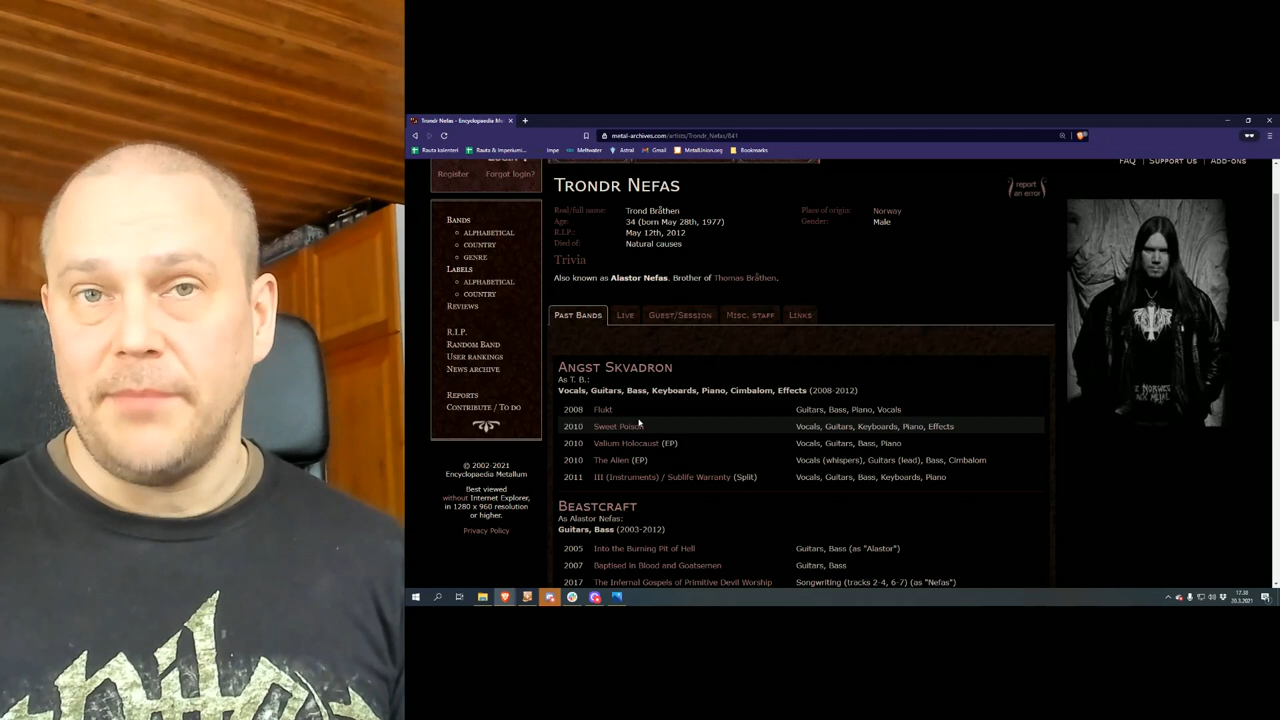 Trondr Nefas - Encyclopaedia Me
metal-archives.com/artists/Trondr_Nefas/841
Rauta kalenteri
Rauta & Imperiumi...
Impe
Meltwater
Astral
Gmail
MetalUnion.org
Bookmarks
Register
Forgot login?
BANDS
ALPHABETICAL
COUNTRY
GENRE
LABELS
ALPHABETICAL
COUNTRY
REVIEWS
R.I.P.
RANDOM BAND
USER RANKINGS
NEWS ARCHIVE
REPORTS
CONTRIBUTE / TO DO
© 2002-2021
Encyclopaedia Metallum
Best viewed
without Internet Explorer,
in 1280 x 960 resolution
or higher.
Privacy Policy
FAQ
SUPPORT US
ADD-ONS
report
an error
TRONDR NEFAS
Real/full name: Trond Bråthen
Age: 34 (born May 28th, 1977)
R.I.P.: May 12th, 2012
Died of: Natural causes
Place of origin: Norway
Gender: Male
Trivia
Also known as Alastor Nefas. Brother of Thomas Bråthen.
PAST BANDS
LIVE
GUEST/SESSION
MISC. STAFF
LINKS
ANGST SKVADRON
As T. B.:
Vocals, Guitars, Bass, Keyboards, Piano, Cimbalom, Effects (2008-2012)
2008 Flukt Guitars, Bass, Piano, Vocals
2010 Sweet Poison Vocals, Guitars, Keyboards, Piano, Effects
2010 Valium Holocaust (EP) Vocals, Guitars, Bass, Piano
2010 The Alien (EP) Vocals (whispers), Guitars (lead), Bass, Cimbalom
2011 III (Instruments) / Sublife Warranty (Split) Vocals, Guitars, Bass, Keyboards, Piano
BEASTCRAFT
As Alastor Nefas:
Guitars, Bass (2003-2012)
2005 Into the Burning Pit of Hell Guitars, Bass (as "Alastor")
2007 Baptised in Blood and Goatsemen Guitars, Bass
2017 The Infernal Gospels of Primitive Devil Worship Songwriting (tracks 2-4, 6-7) (as "Nefas")
17.38
20.3.2021